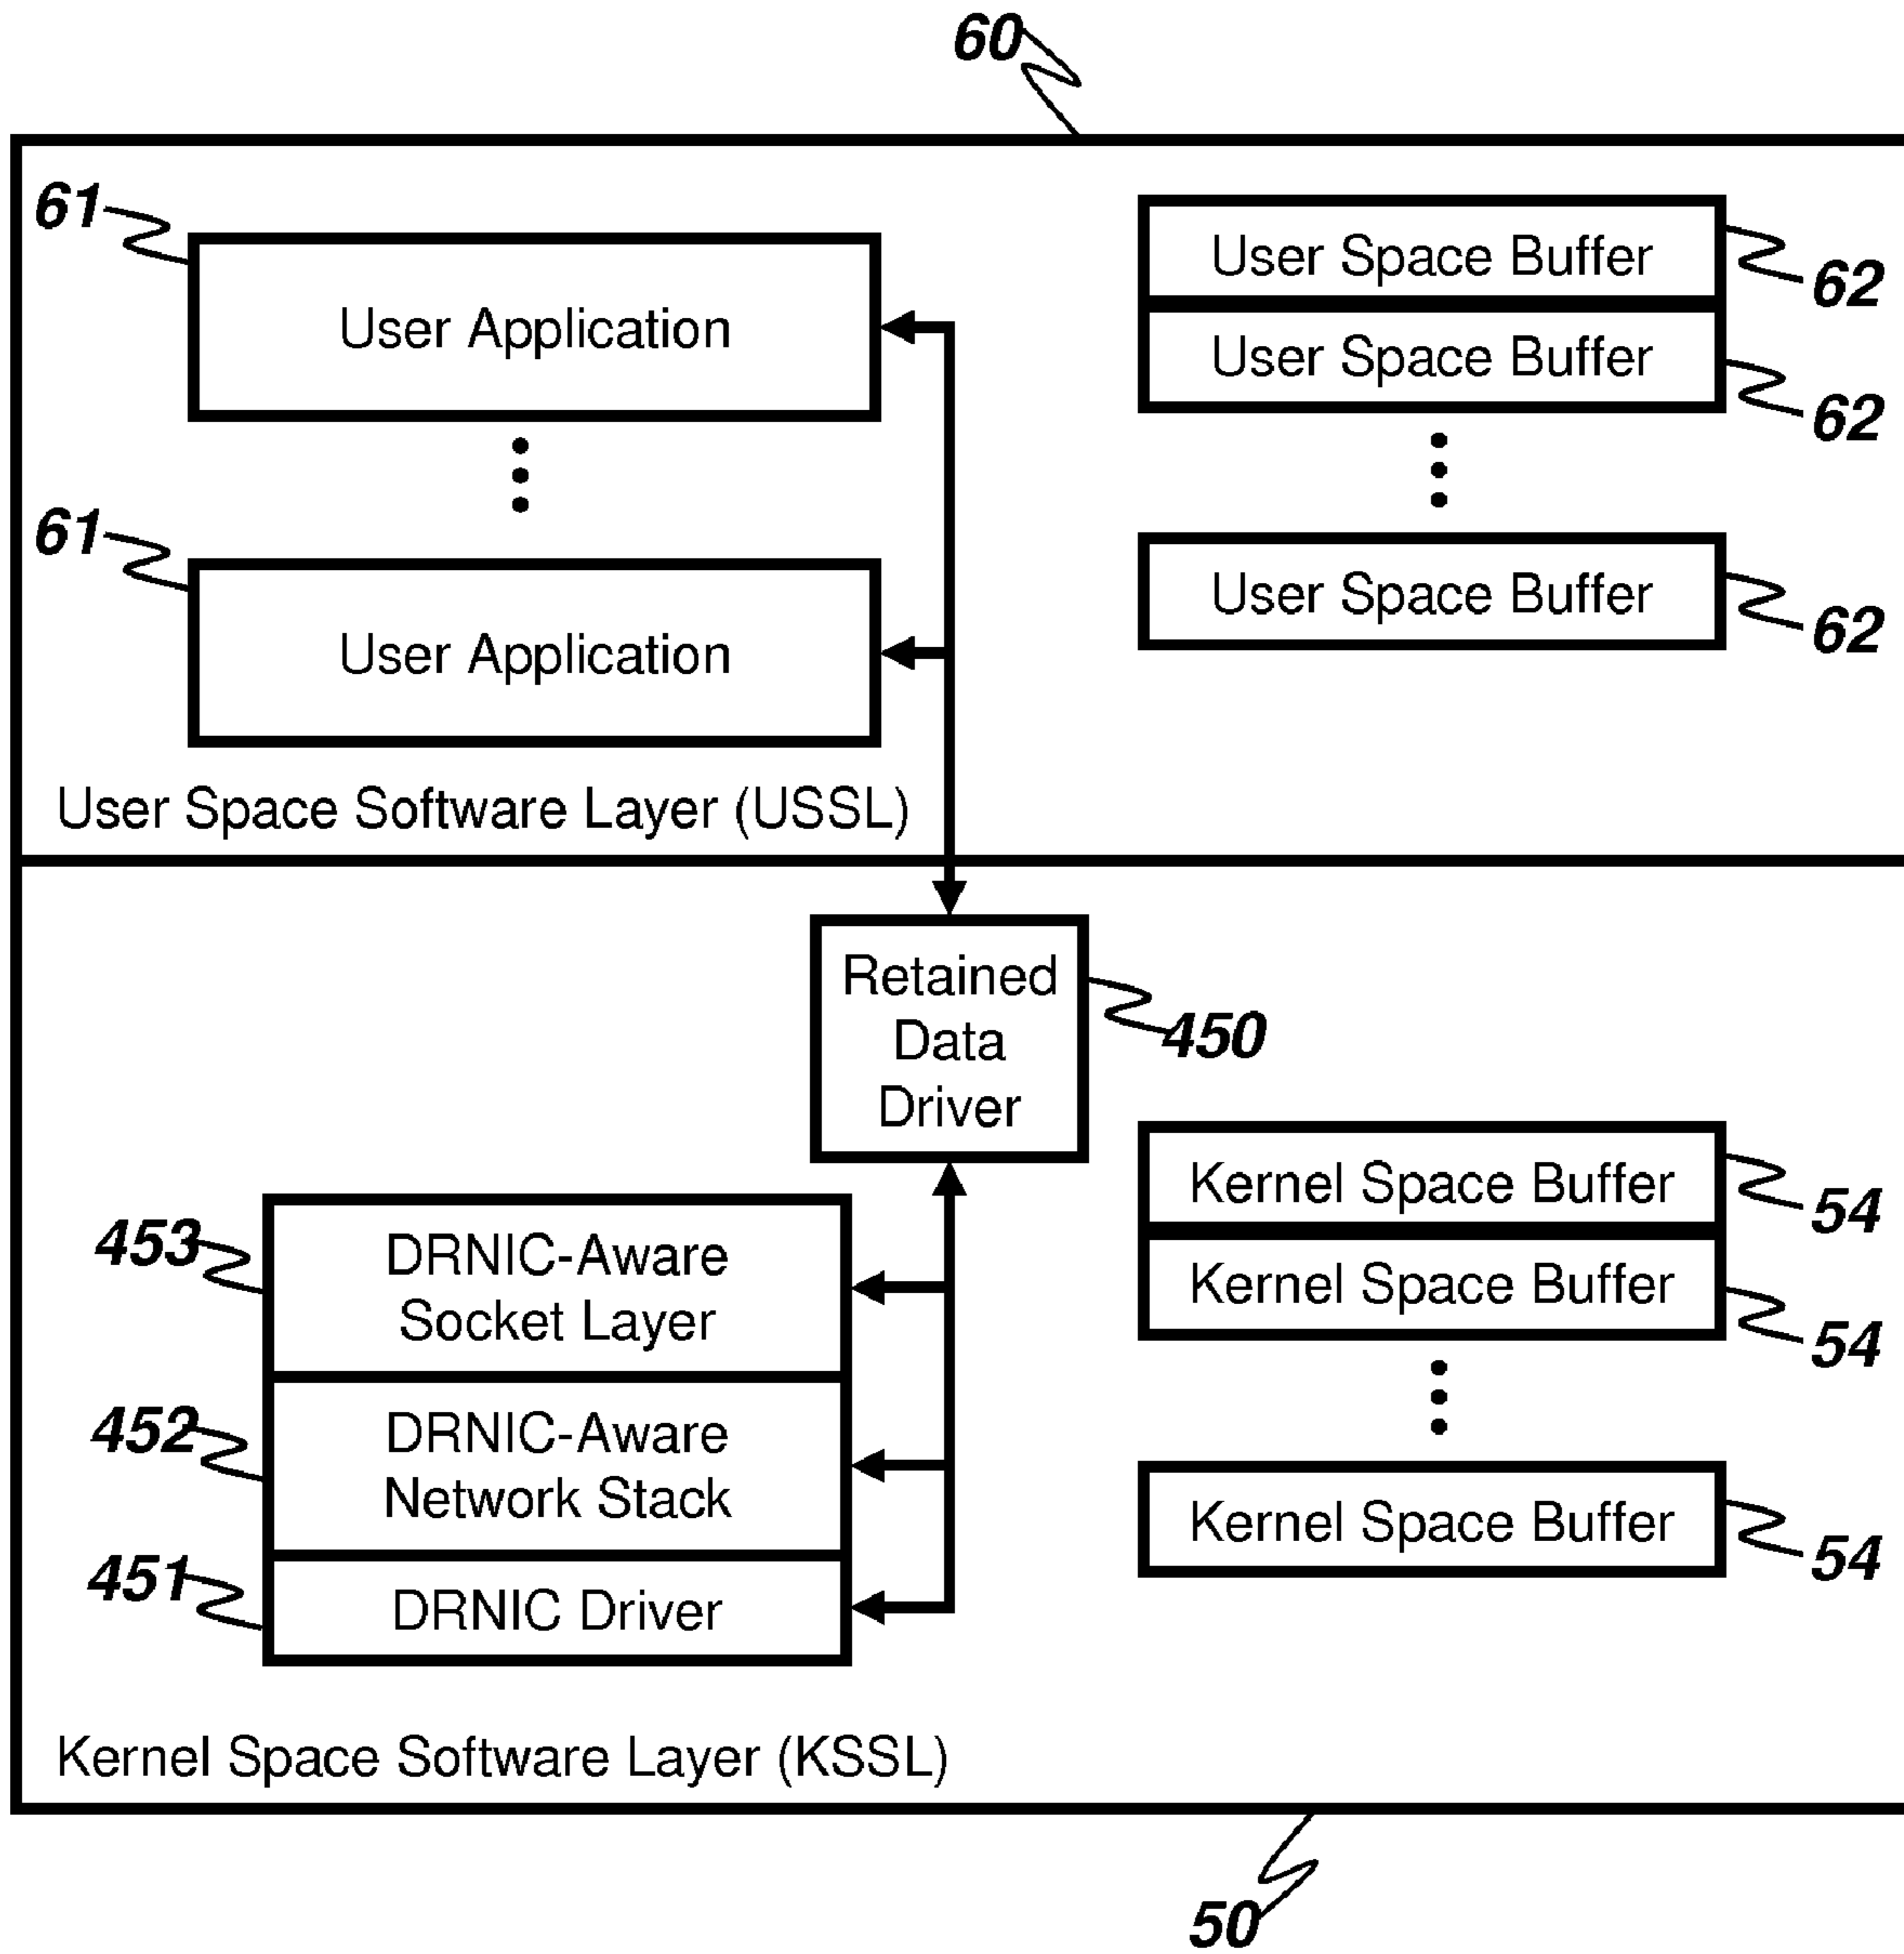 60
61
User Application
61
User Application
User Space Buffer
62
User Space Buffer
62
User Space Buffer
62
User Space Software Layer (USSL)
Retained
Data
Driver
450
453
DRNIC-Aware
Socket Layer
452
DRNIC-Aware
Network Stack
451
DRNIC Driver
Kernel Space Buffer
54
Kernel Space Buffer
54
Kernel Space Buffer
54
Kernel Space Software Layer (KSSL)
50